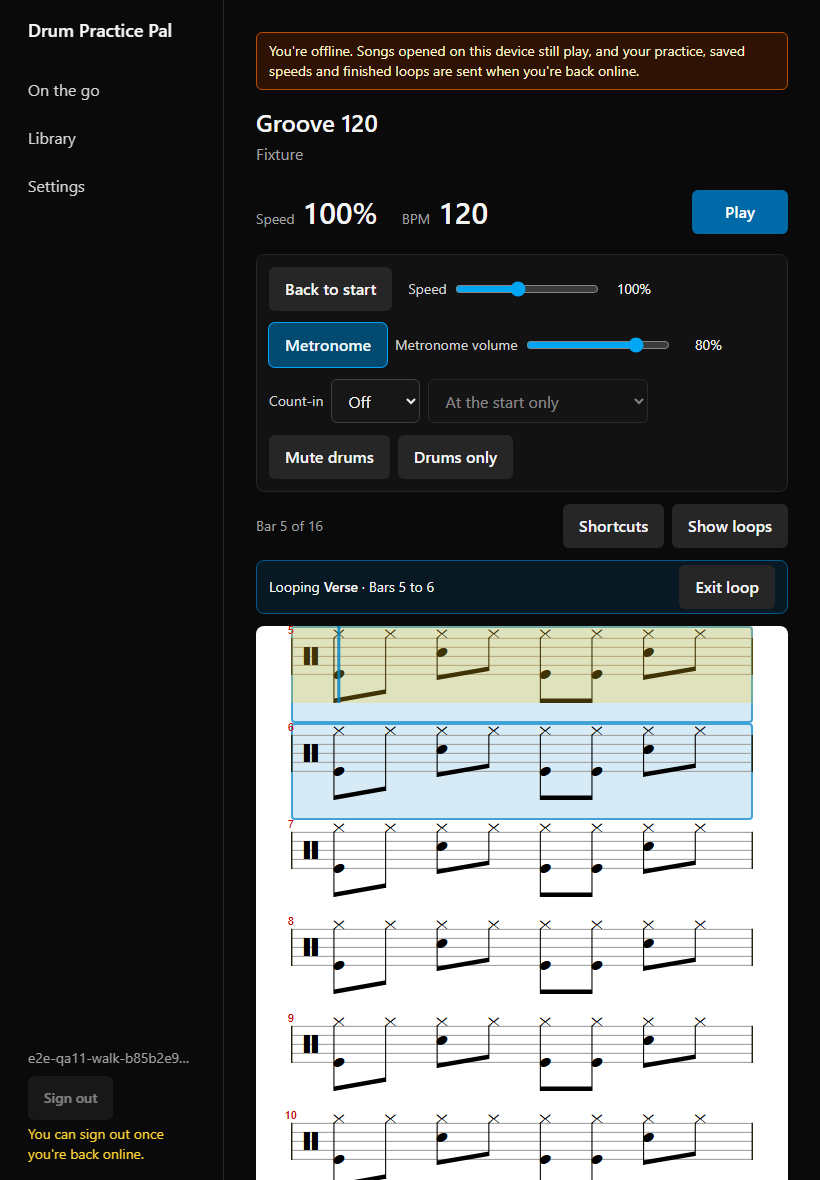 Drum Practice Pal
On the go
Library
Settings
e2e-qa11-walk-b85b2e9...
Sign out
You can sign out once
you're back online.
You're offline. Songs opened on this device still play, and your practice, saved
speeds and finished loops are sent when you're back online.
Groove 120
Fixture
Speed 100% BPM 120 Play
Back to start Speed 100%
Metronome Metronome volume 80%
Count-in Off At the start only
Mute drums Drums only
Bar 5 of 16 Shortcuts Show loops
Looping Verse · Bars 5 to 6 Exit loop
5
6
7
8
9
10